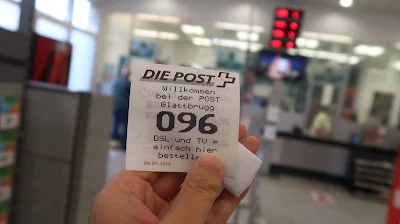 DIE POST
Willkommen
bei der POST
Glattbrugg
096
DSL und TV =
einfach hier
bestellen